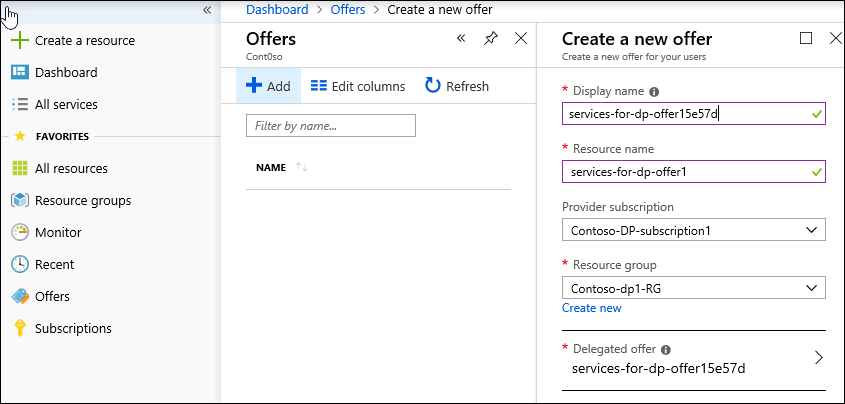 Dashboard > Offers > Create a new offer
«
Create a resource
Dashboard
All services
FAVORITES
All resources
Resource groups
Monitor
Recent
Offers
Subscriptions
Offers
Cont0so
Add Edit columns Refresh
Filter by name...
NAME
Create a new offer
Create a new offer for your users
* Display name
services-for-dp-offer15e57d
* Resource name
services-for-dp-offer1
Provider subscription
Contoso-DP-subscription1
* Resource group
Contoso-dp1-RG
Create new
* Delegated offer
services-for-dp-offer15e57d